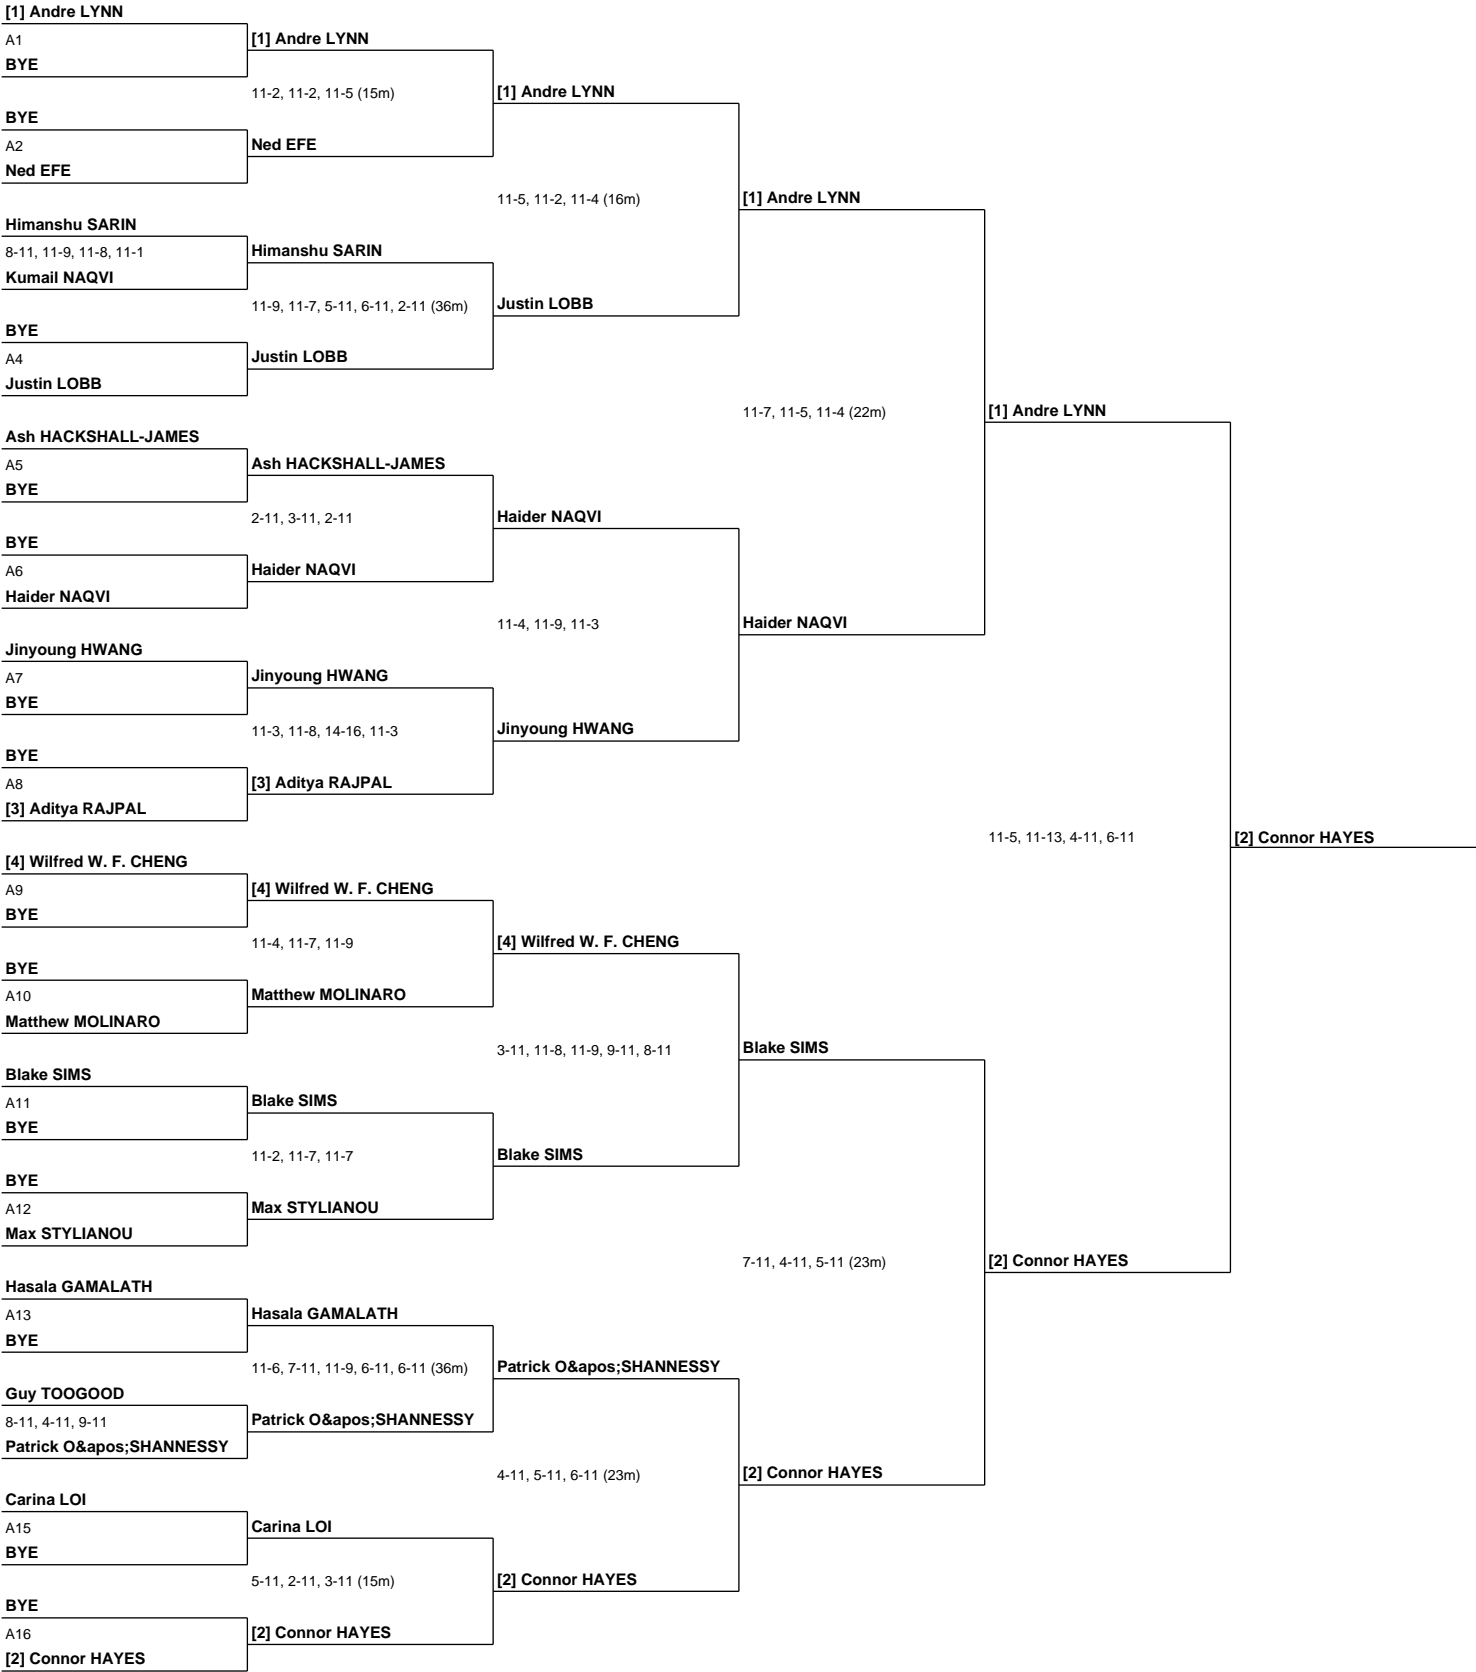 [1] Andre LYNN
A1
BYE
BYE
A2
Ned EFE
Himanshu SARIN
8-11, 11-9, 11-8, 11-1
Kumail NAQVI
BYE
A4
Justin LOBB
Ash HACKSHALL-JAMES
A5
BYE
BYE
A6
Haider NAQVI
Jinyoung HWANG
A7
BYE
BYE
A8
[3] Aditya RAJPAL
[4] Wilfred W. F. CHENG
A9
BYE
BYE
A10
Matthew MOLINARO
Blake SIMS
A11
BYE
BYE
A12
Max STYLIANOU
Hasala GAMALATH
A13
BYE
Guy TOOGOOD
8-11, 4-11, 9-11
Patrick O&apos;SHANNESSY
Carina LOI
A15
BYE
BYE
A16
[2] Connor HAYES
[1] Andre LYNN
11-2, 11-2, 11-5 (15m)
Ned EFE
Himanshu SARIN
11-9, 11-7, 5-11, 6-11, 2-11 (36m)
Justin LOBB
Ash HACKSHALL-JAMES
2-11, 3-11, 2-11
Haider NAQVI
Jinyoung HWANG
11-3, 11-8, 14-16, 11-3
[3] Aditya RAJPAL
[4] Wilfred W. F. CHENG
11-4, 11-7, 11-9
Matthew MOLINARO
Blake SIMS
11-2, 11-7, 11-7
Max STYLIANOU
Hasala GAMALATH
11-6, 7-11, 11-9, 6-11, 6-11 (36m)
Patrick O&apos;SHANNESSY
Carina LOI
5-11, 2-11, 3-11 (15m)
[2] Connor HAYES
[1] Andre LYNN
11-5, 11-2, 11-4 (16m)
Justin LOBB
Haider NAQVI
11-4, 11-9, 11-3
Jinyoung HWANG
[4] Wilfred W. F. CHENG
3-11, 11-8, 11-9, 9-11, 8-11
Blake SIMS
Patrick O&apos;SHANNESSY
4-11, 5-11, 6-11 (23m)
[2] Connor HAYES
[1] Andre LYNN
11-7, 11-5, 11-4 (22m)
Haider NAQVI
Blake SIMS
7-11, 4-11, 5-11 (23m)
[2] Connor HAYES
[1] Andre LYNN
11-5, 11-13, 4-11, 6-11
[2] Connor HAYES
[2] Connor HAYES